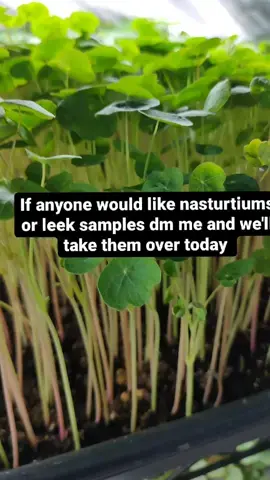 If anyone would like nasturtiums
or leek samples dm me and we'll
take them over today